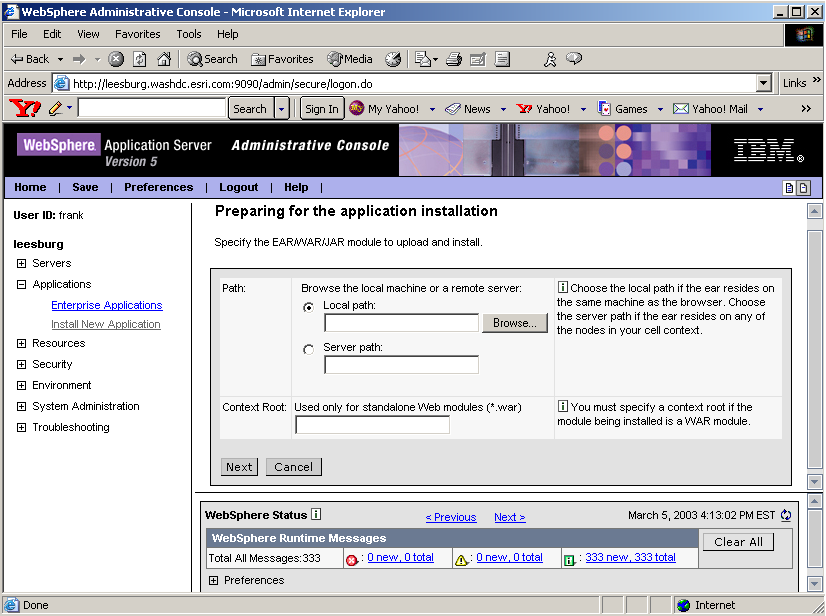 WebSphere Administrative Console - Microsoft Internet Explorer
File Edit View Favorites Tools Help
Back Search Favorites Media
Address http://leesburg.washdc.esri.com:9090/admin/secure/logon.do Links »
Y! Search Sign In My Yahoo! News Yahoo! Games Yahoo! Mail »
WebSphere Application Server Administrative Console IBM
Version 5
Home | Save | Preferences | Logout | Help |
User ID: frank
leesburg
Servers
Applications
Enterprise Applications
Install New Application
Resources
Security
Environment
System Administration
Troubleshooting
Preparing for the application installation
Specify the EAR/WAR/JAR module to upload and install.
Path:
Browse the local machine or a remote server:
Local path:
Browse...
Server path:
Choose the local path if the ear resides on
the same machine as the browser. Choose
the server path if the ear resides on any of
the nodes in your cell context.
Context Root:
Used only for standalone Web modules (*.war)
You must specify a context root if the
module being installed is a WAR module.
Next Cancel
WebSphere Status < Previous Next > March 5, 2003 4:13:02 PM EST
WebSphere Runtime Messages
Clear All
Total All Messages:333 : 0 new, 0 total : 0 new, 0 total : 333 new, 333 total
Preferences
Done Internet